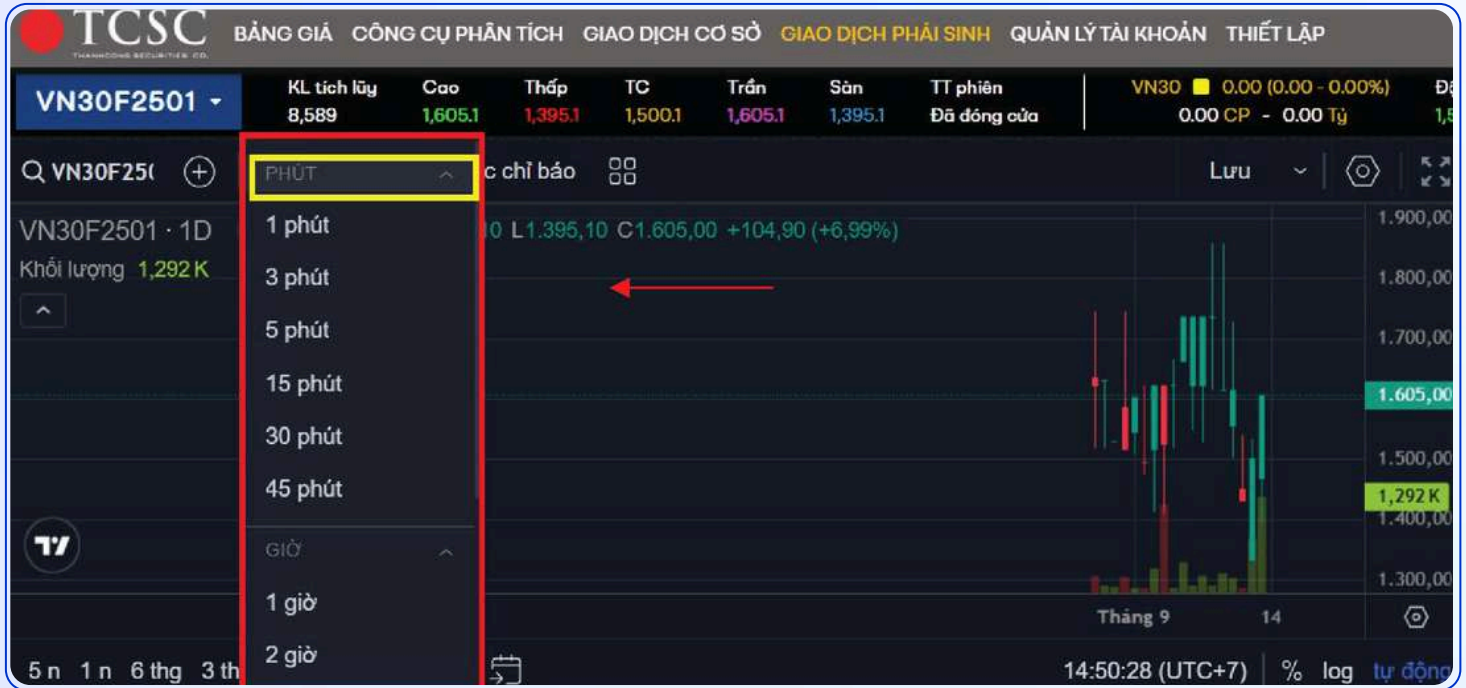 TCSC
THANHCONG SECURITIES CO.
BẢNG GIÁ CÔNG CỤ PHÂN TÍCH GIAO DỊCH CƠ SỞ GIAO DỊCH PHÁI SINH QUẢN LÝ TÀI KHOẢN THIẾT LẬP
VN30F2501
KL tích lũy Cao Thấp TC Trần Sàn TT phiên
8,589 1,605.1 1,395.1 1,500.1 1,605.1 1,395.1 Đã đóng cửa
VN30 0.00 (0.00 - 0.00%)
0.00 CP - 0.00 Tỷ
VN30F25(
c chỉ báo
Lưu
PHÚT
1 phút
3 phút
5 phút
15 phút
30 phút
45 phút
GIỜ
1 giờ
2 giờ
VN30F2501 · 1D
10 L1.395,10 C1.605,00 +104,90 (+6,99%)
Khối lượng 1,292 K
1.900,00
1.800,00
1.700,00
1.605,00
1.500,00
1,292 K
1.400,00
1.300,00
Tháng 9 14
5 n 1 n 6 thg 3 th
14:50:28 (UTC+7) % log tự động